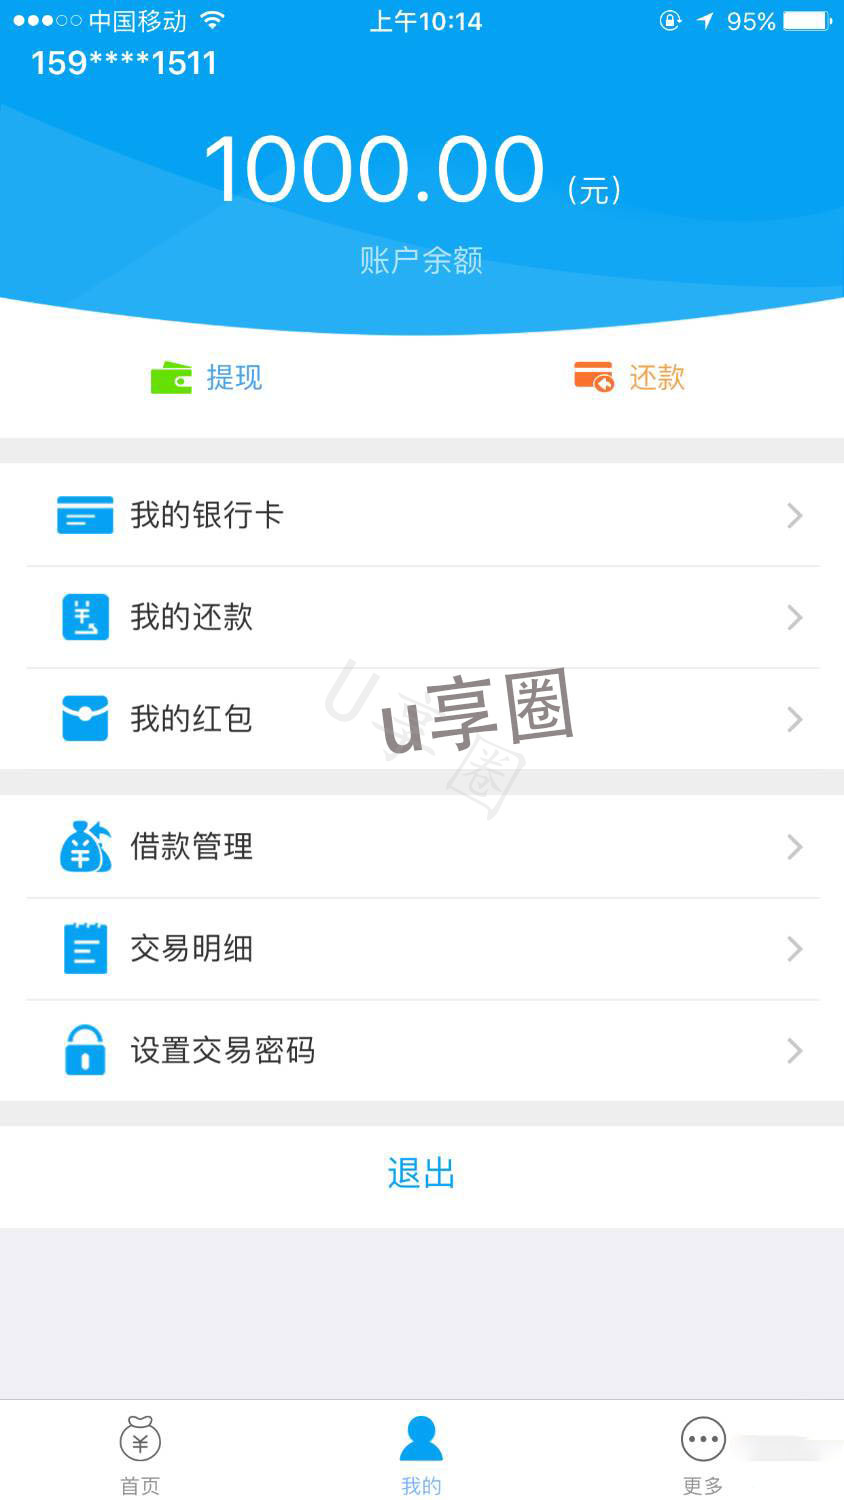 中国移动 上午10:14 95%
159****1511
1000.00 (元)
账户余额
提现 还款
我的银行卡
我的还款
我的红包
U享圈
u享圈
借款管理
交易明细
设置交易密码
退出
首页 我的 更多